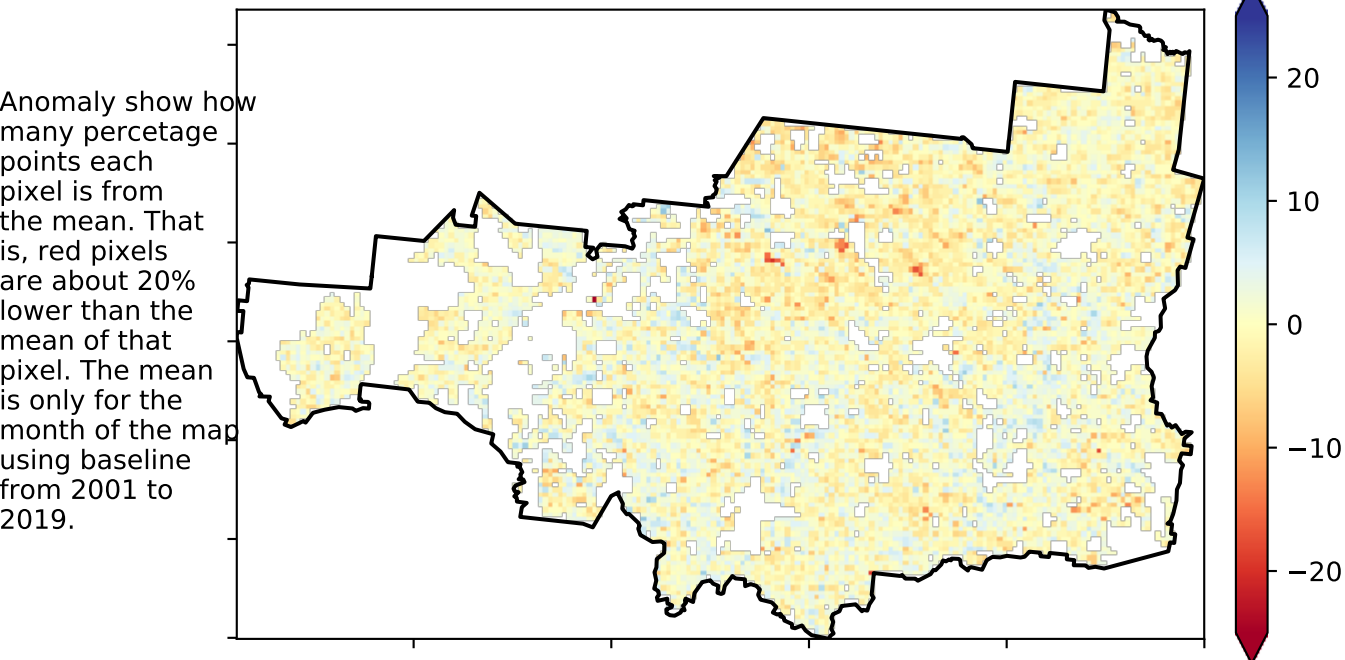 Anomaly show how
many percetage
points each
pixel is from
the mean. That
is, red pixels
are about 20%
lower than the
mean of that
pixel. The mean
is only for the
month of the map
using baseline
from 2001 to
2019.
20
10
0
−10
−20